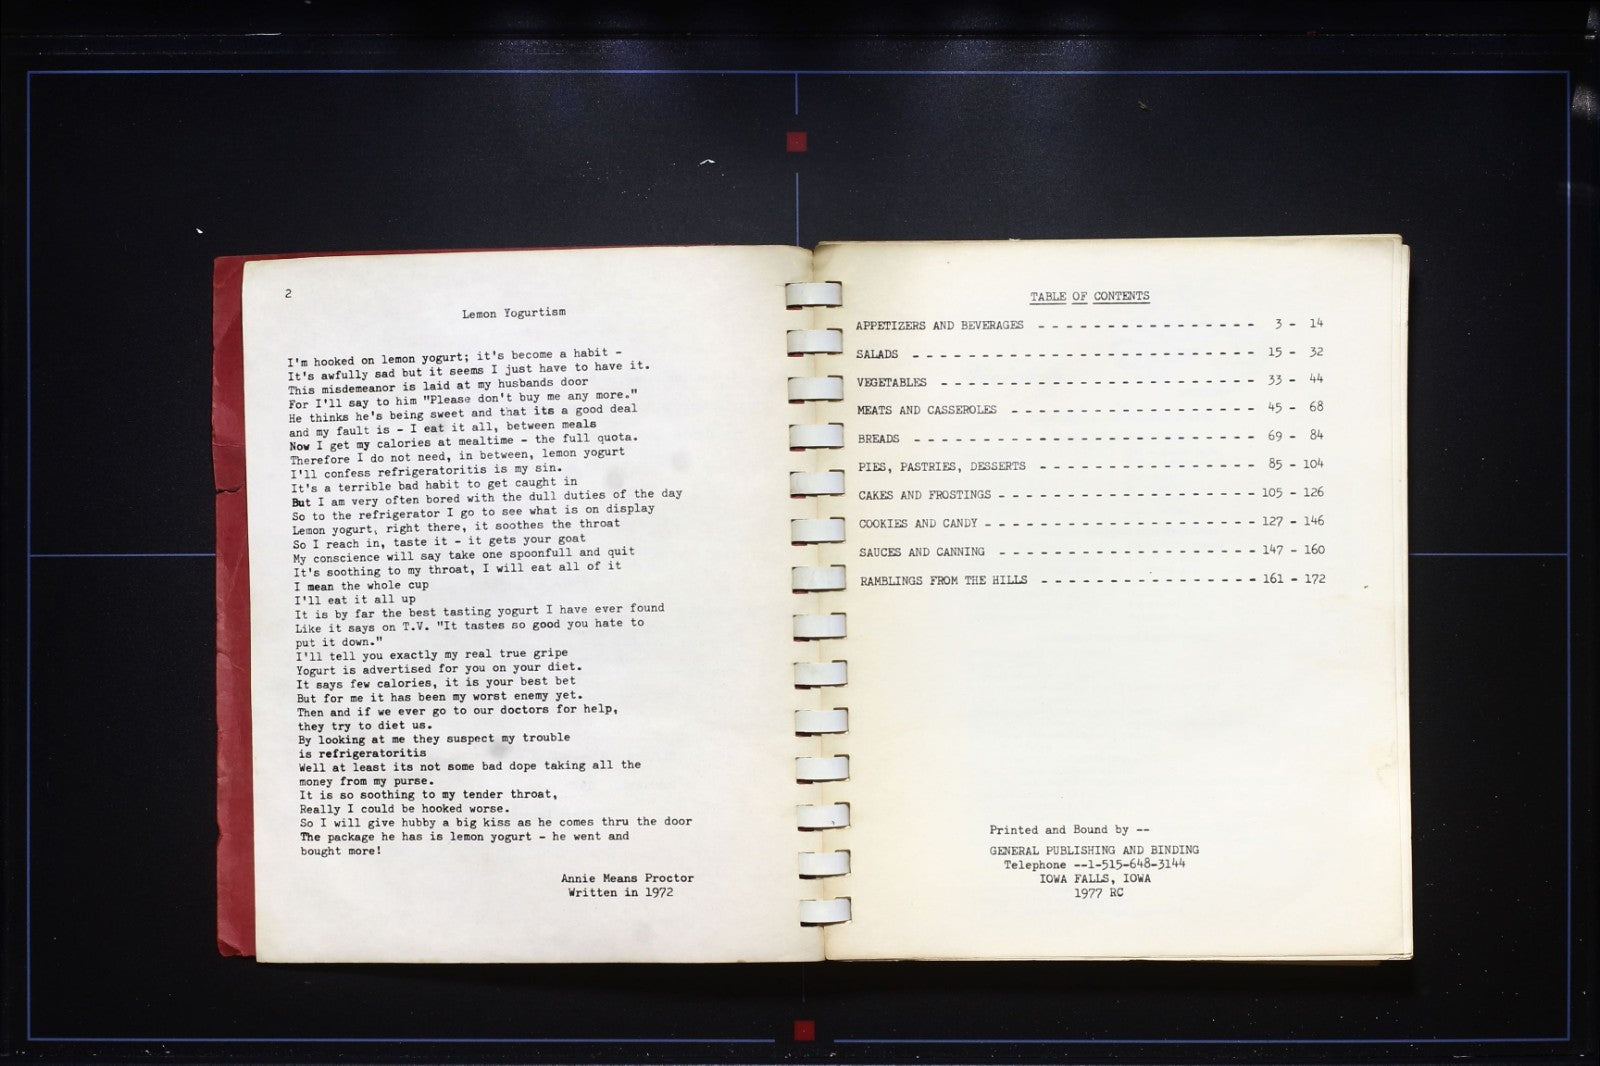 2
Lemon Yogurtism
I'm hooked on lemon yogurt; it's become a habit -
It's awfully sad but it seems I just have to have it.
This misdemeanor is laid at my husbands door
For I'll say to him "Please don't buy me any more."
He thinks he's being sweet and that its a good deal
and my fault is - I eat it all, between meals
Now I get my calories at mealtime - the full quota.
Therefore I do not need, in between, lemon yogurt
I'll confess refrigeratoritis is my sin.
It's a terrible bad habit to get caught in
But I am very often bored with the dull duties of the day
So to the refrigerator I go to see what is on display
Lemon yogurt, right there, it soothes the throat
So I reach in, taste it - it gets your goat
My conscience will say take one spoonfull and quit
It's soothing to my throat, I will eat all of it
I mean the whole cup
I'll eat it all up
It is by far the best tasting yogurt I have ever found
Like it says on T.V. "It tastes so good you hate to
put it down."
I'll tell you exactly my real true gripe
Yogurt is advertised for you on your diet.
It says few calories, it is your best bet
But for me it has been my worst enemy yet.
Then and if we ever go to our doctors for help,
they try to diet us.
By looking at me they suspect my trouble
is refrigeratoritis
Well at least its not some bad dope taking all the
money from my purse.
It is so soothing to my tender throat,
Really I could be hooked worse.
So I will give hubby a big kiss as he comes thru the door
The package he has is lemon yogurt - he went and
bought more!
Annie Means Proctor
Written in 1972
TABLE OF CONTENTS
APPETIZERS AND BEVERAGES - - - - - - - - - - - - - - - - 3 - 14
SALADS - - - - - - - - - - - - - - - - - - - - - - - - - 15 - 32
VEGETABLES - - - - - - - - - - - - - - - - - - - - - - - 33 - 44
MEATS AND CASSEROLES - - - - - - - - - - - - - - - - - - 45 - 68
BREADS - - - - - - - - - - - - - - - - - - - - - - - - - 69 - 84
PIES, PASTRIES, DESSERTS - - - - - - - - - - - - - - - - 85 - 104
CAKES AND FROSTINGS - - - - - - - - - - - - - - - - - - - 105 - 126
COOKIES AND CANDY - - - - - - - - - - - - - - - - - - - - 127 - 146
SAUCES AND CANNING - - - - - - - - - - - - - - - - - - - 147 - 160
RAMBLINGS FROM THE HILLS - - - - - - - - - - - - - - - - 161 - 172
Printed and Bound by --
GENERAL PUBLISHING AND BINDING
Telephone --1-515-648-3144
IOWA FALLS, IOWA
1977 RC